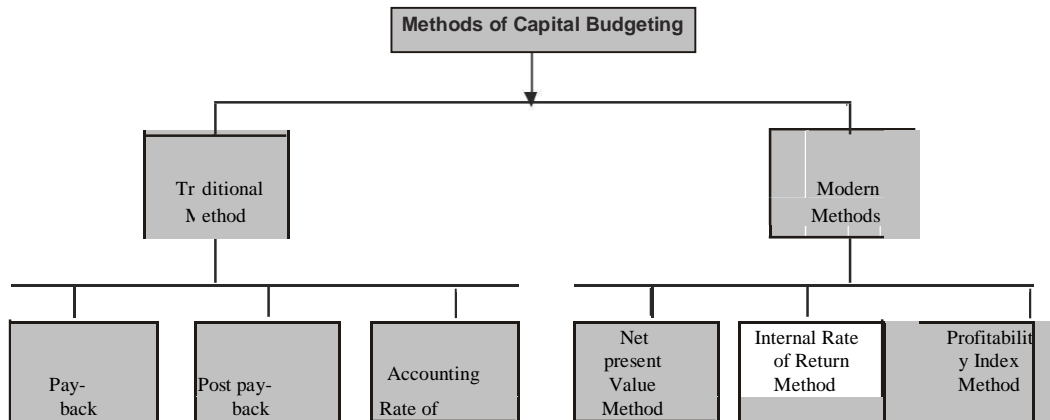 Methods of Capital Budgeting
Tr ditional
M ethod
Modern
Methods
Pay-
back
Post pay-
back
Accounting
Rate of
Net
present
Value
Method
Internal Rate
of Return
Method
Profitabilit
y Index
Method